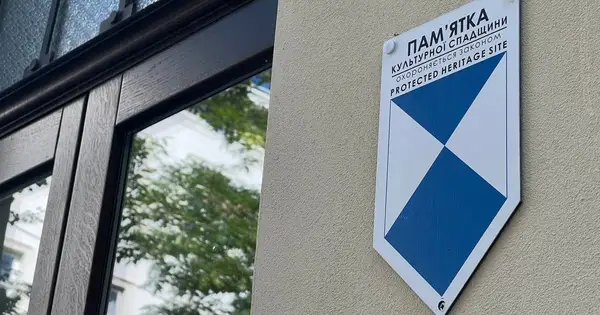 ПАМ'ЯТКА
КУЛЬТУРНОЇ СПАДЩИНИ
ОХОРОНЯЄТЬСЯ ЗАКОНОМ
PROTECTED HERITAGE SITE